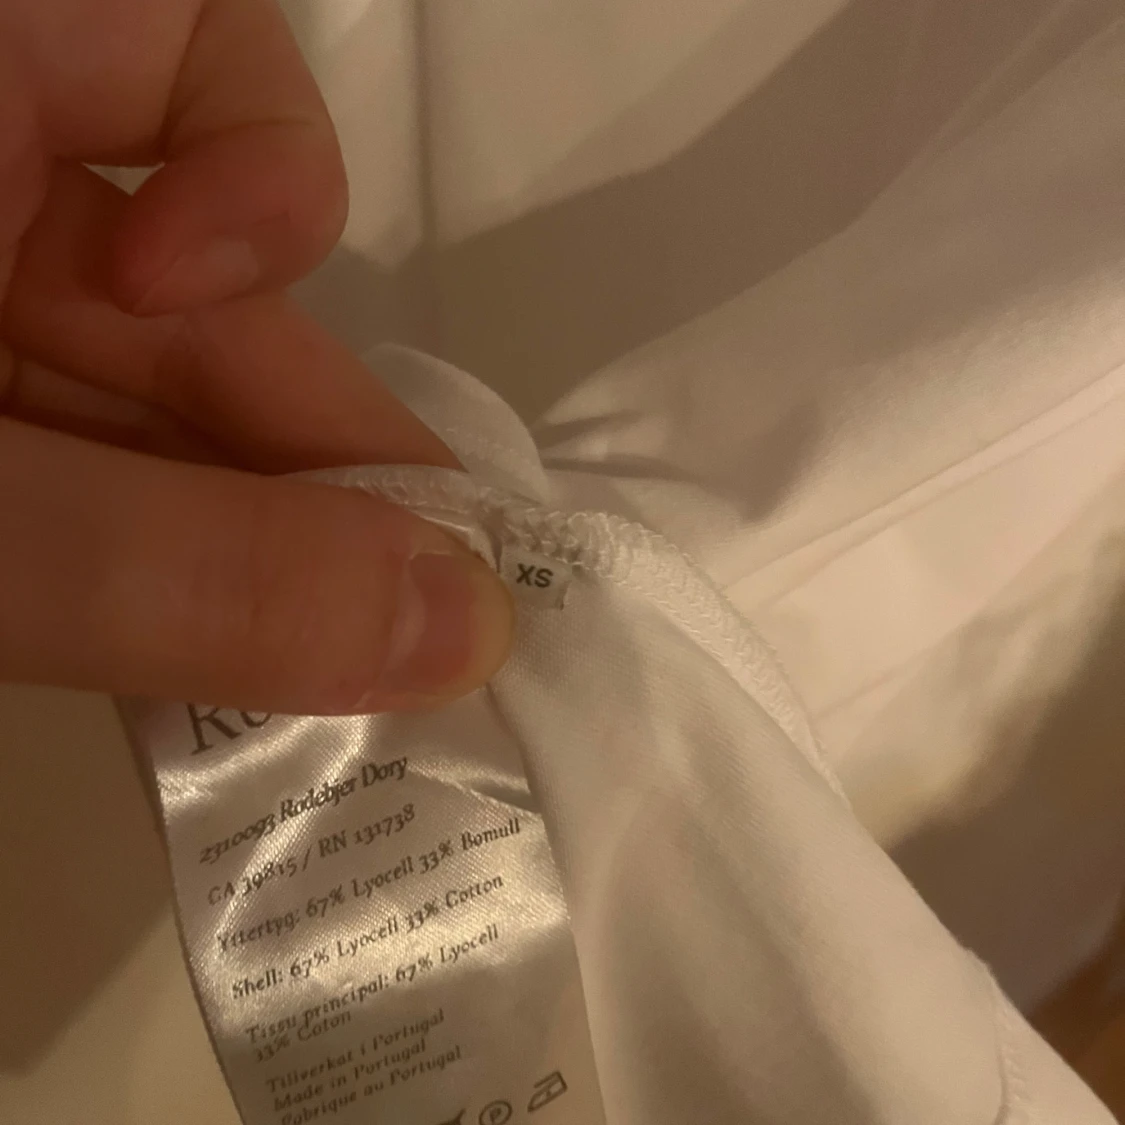 XS
2310093 Rodebjer Dory
CA 39815 / RN 131738
Yttertyg: 67% Lyocell 33% Bomull
Shell: 67% Lyocell 33% Cotton
Tissu principal: 67% Lyocell
33% Coton
Tillverkat i Portugal
Made in Portugal
Fabrique au Portugal
P